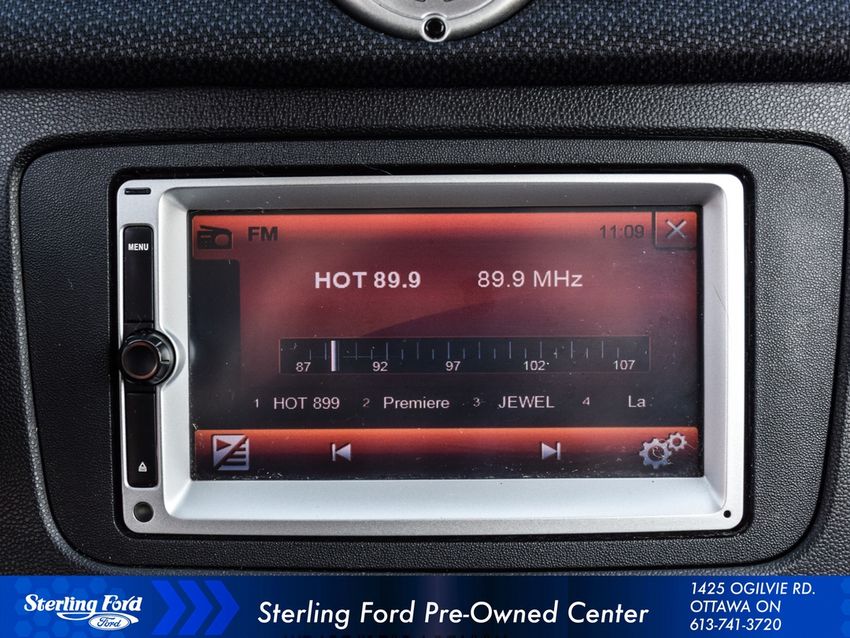 FM 11:09
MENU
HOT 89.9 89.9 MHz
87 92 97 102 107
1 HOT 899 2 Premiere 3 JEWEL 4 La
Sterling Ford
Ford
Sterling Ford Pre-Owned Center
1425 OGILVIE RD.
OTTAWA ON
613-741-3720